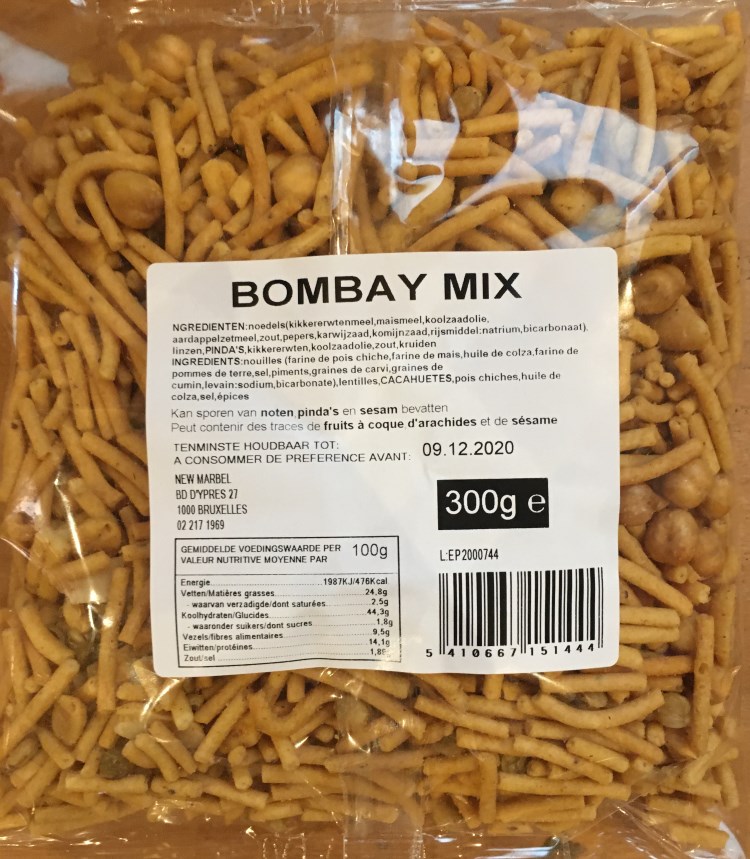 BOMBAY MIX
NGREDIENTEN:noedels(kikkererwtenmeel,maïsmeel,koolzaadolie,
aardappelzetmeel,zout,pepers,karwijzaad,komijnzaad,rijsmiddel:natrium,bicarbonaat),
linzen,PINDA'S,kikkererwten,koolzaadolie,zout,kruiden
INGREDIENTS:nouilles (farine de pois chiche,farine de mais,huile de colza,farine de
pommes de terre,sel,piments,graines de carvi,graines de
cumin,levain:sodium,bicarbonate),lentilles,CACAHUETES,pois chiches,huile de
colza,sel,épices
Kan sporen van noten,pinda's en sesam bevatten
Peut contenir des traces de fruits à coque d'arachides et de sésame
TENMINSTE HOUDBAAR TOT:
A CONSOMMER DE PREFERENCE AVANT: 09.12.2020
NEW MARBEL
BD D'YPRES 27
1000 BRUXELLES
02 217 1969
300g e
GEMIDDELDE VOEDINGSWAARDE PER 100g
VALEUR NUTRITIVE MOYENNE PAR
Energie 1987KJ/476Kcal
Vetten/Matières grasses 24,8g
- waarvan verzadigde/dont saturées 2,5g
Koolhydraten/Glucides 44,3g
- waaronder suikers/dont sucres 1,8g
Vezels/fibres alimentaires 9,5g
Eiwitten/protéines 14,1g
Zout/sel 1,8g
L:EP2000744
5 410667 151444